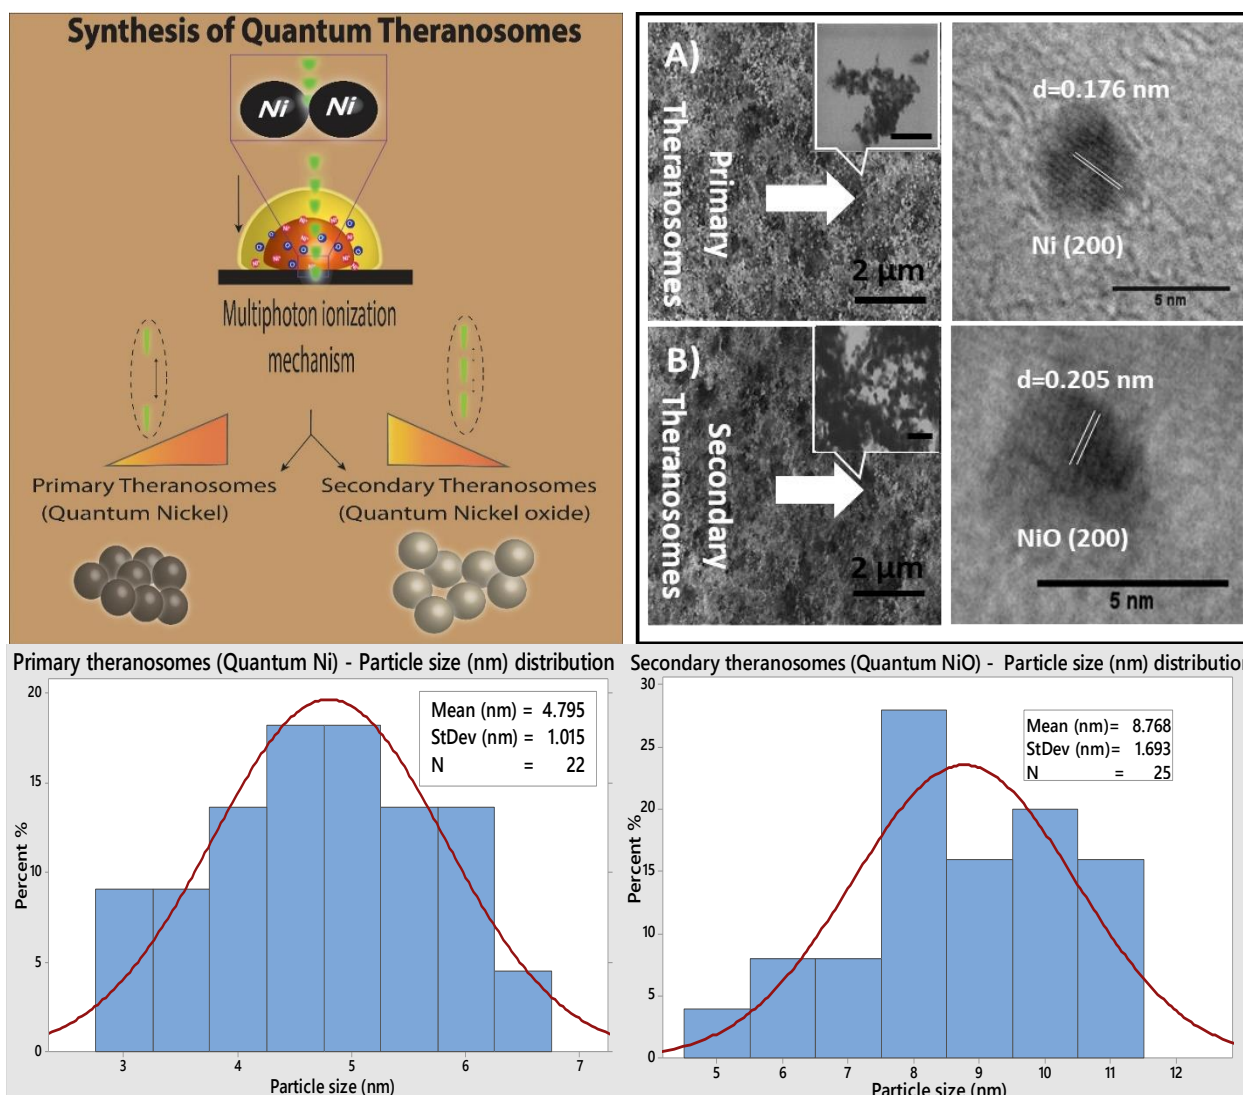 Synthesis of Quantum Theranosomes
Ni
Ni
Multiphoton ionization
mechanism
Primary Theranosomes
(Quantum Nickel)
Secondary Theranosomes
(Quantum Nickel oxide)
A)
Primary
Theranosomes
2 µm
d=0.176 nm
Ni (200)
5 nm
B)
Secondary
Theranosomes
2 µm
d=0.205 nm
NiO (200)
5 nm
Primary theranosomes (Quantum Ni) - Particle size (nm) distribution
Mean (nm) = 4.795
StDev (nm) = 1.015
N = 22
Percent %
20
15
10
5
0
3 4 5 6 7
Particle size (nm)
Secondary theranosomes (Quantum NiO) - Particle size (nm) distribution
Mean (nm)= 8.768
StDev (nm)= 1.693
N = 25
Percent %
30
25
20
15
10
5
0
5 6 7 8 9 10 11 12
Particle size (nm)